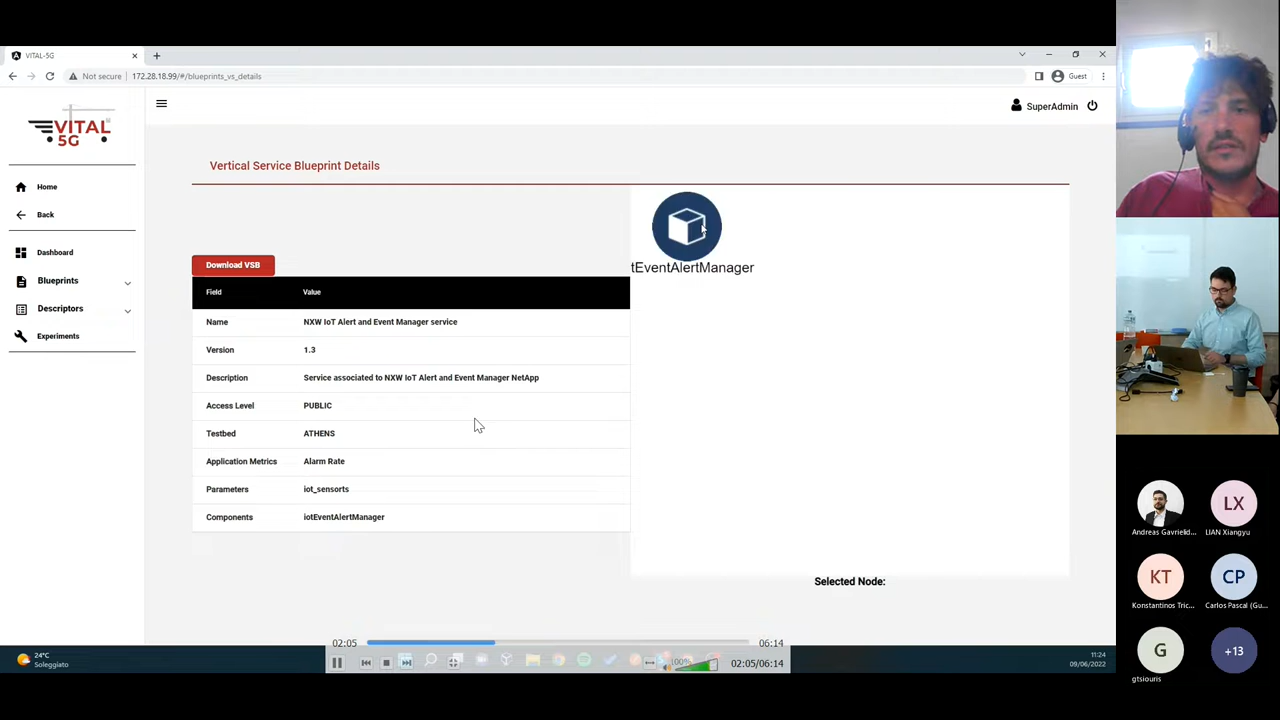 VITAL-5G
Not secure
172.28.18.99/#/blueprints_vs_details
Guest
VITAL
5G
SuperAdmin
Home
Back
Dashboard
Blueprints
Descriptors
Experiments
Vertical Service Blueprint Details
Download VSB
Field Value
Name NXW IoT Alert and Event Manager service
Version 1.3
Description Service associated to NXW IoT Alert and Event Manager NetApp
Access Level PUBLIC
Testbed ATHENS
Application Metrics Alarm Rate
Parameters iot_sensorts
Components iotEventAlertManager
tEventAlertManager
Selected Node:
02:05
06:14
100%
02:05/06:14
24°C
Soleggiato
11:24
09/06/2022
Andreas Gavrielid...
LX
LIAN Xiangyu
KT
Konstantinos Tric...
CP
Carlos Pascal (Gu...
G
gtsiouris
+13